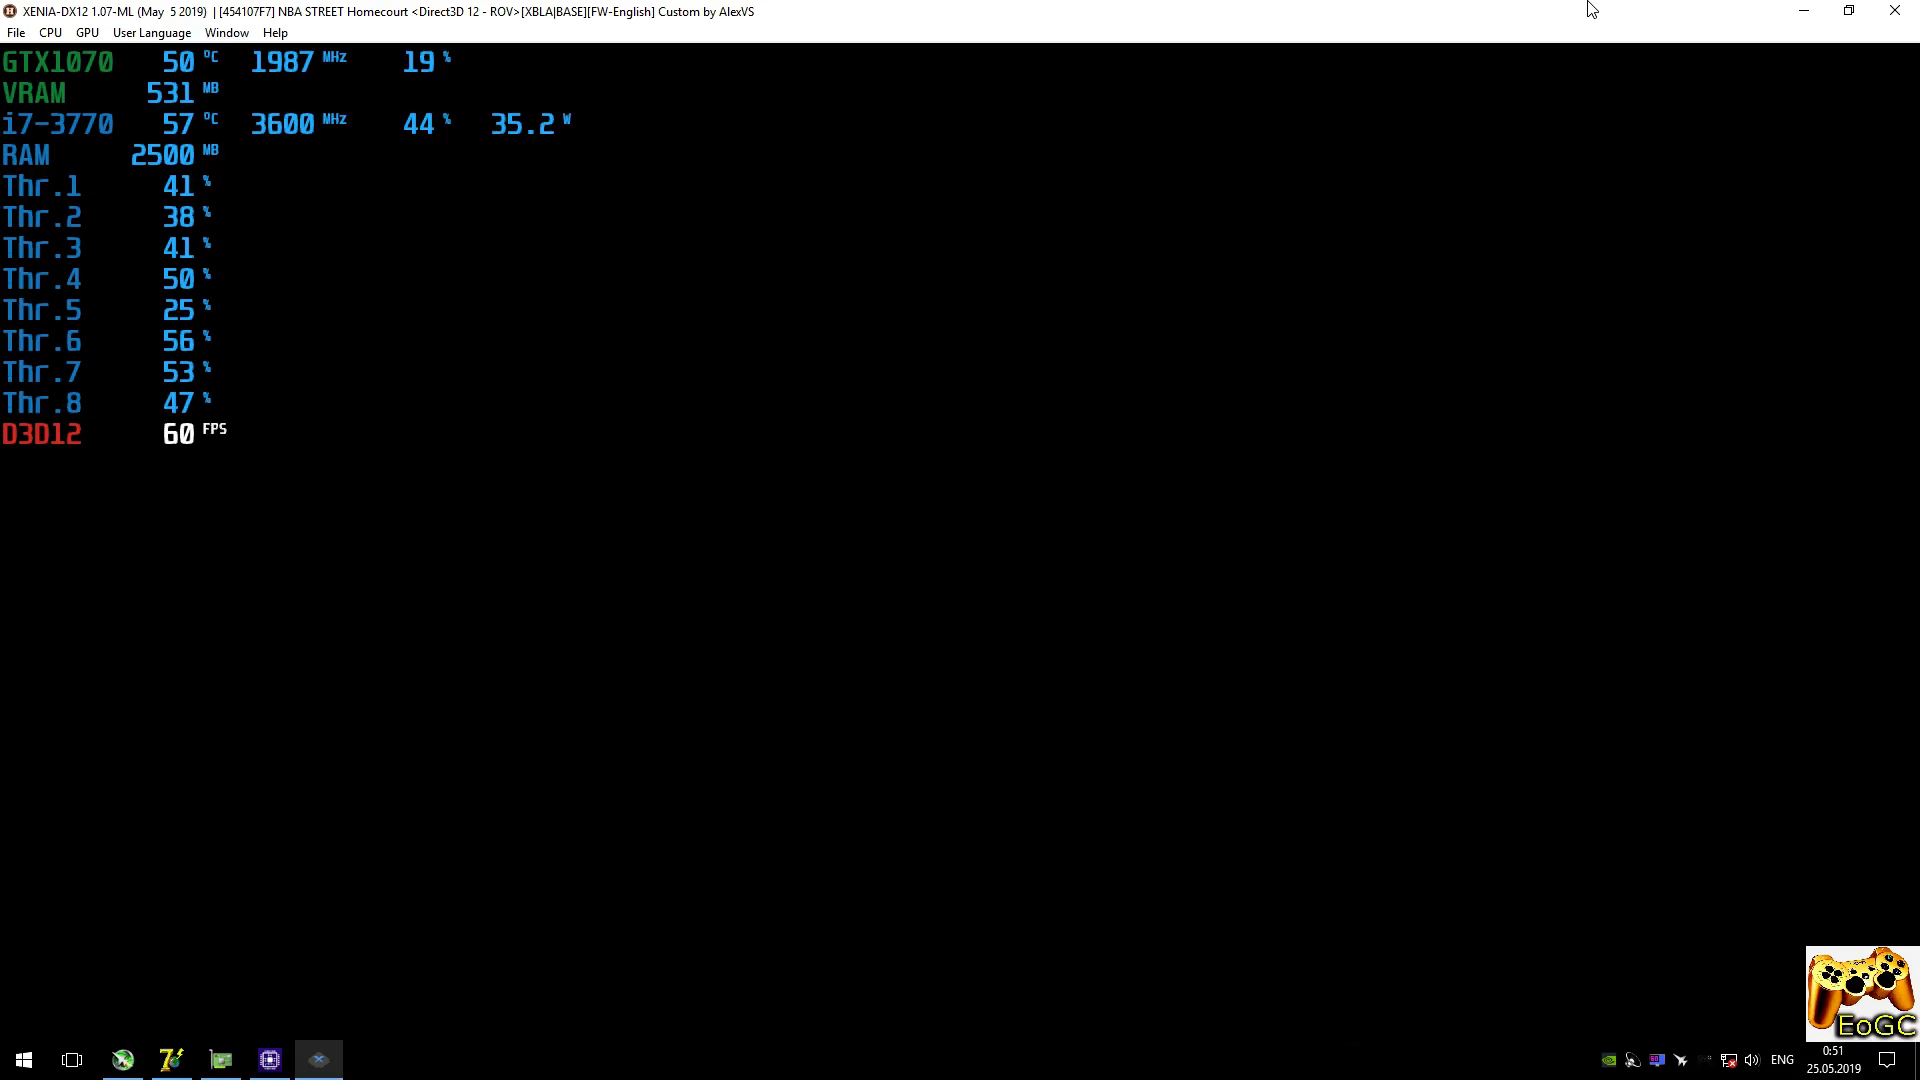 XENIA-DX12 1.07-ML (May 5 2019) | [454107F7] NBA STREET Homecourt <Direct3D 12 - ROV>[XBLA|BASE][FW-English] Custom by AlexVS
File CPU GPU User Language Window Help
GTX1070 50 °C 1987 MHz 19 %
VRAM 531 MB
i7-3770 57 °C 3600 MHz 44 % 35.2 W
RAM 2500 MB
Thr.1 41 %
Thr.2 38 %
Thr.3 41 %
Thr.4 50 %
Thr.5 25 %
Thr.6 56 %
Thr.7 53 %
Thr.8 47 %
D3D12 60 FPS
EoGC
ENG
0:51
25.05.2019